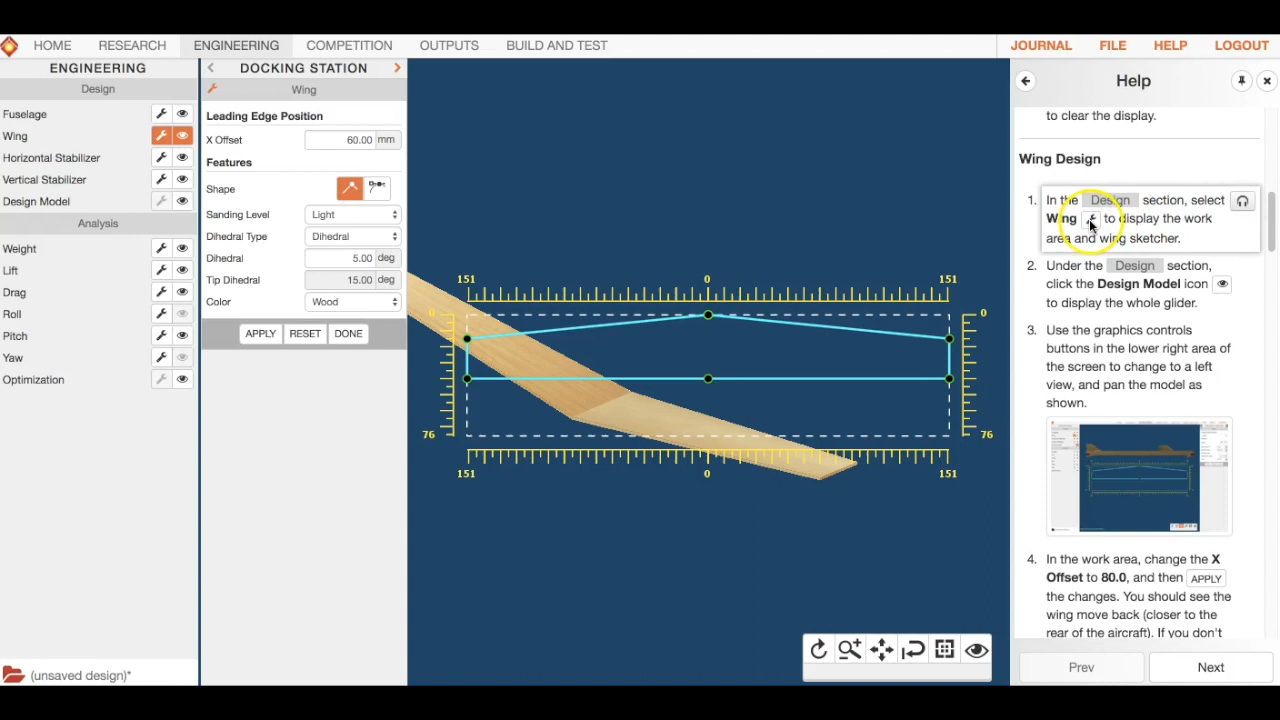 HOME RESEARCH ENGINEERING COMPETITION OUTPUTS BUILD AND TEST JOURNAL FILE HELP LOGOUT
ENGINEERING
Design
Fuselage
Wing
Horizontal Stabilizer
Vertical Stabilizer
Design Model
Analysis
Weight
Lift
Drag
Roll
Pitch
Yaw
Optimization
(unsaved design)*
DOCKING STATION
Wing
Leading Edge Position
X Offset 60.00 mm
Features
Shape
Sanding Level Light
Dihedral Type Dihedral
Dihedral 5.00 deg
Tip Dihedral 15.00 deg
Color Wood
APPLY RESET DONE
151 0 151
0 0
76 76
151 0 151
Help
to clear the display.
Wing Design
1. In the Design section, select
Wing to display the work
area and wing sketcher.
2. Under the Design section,
click the Design Model icon
to display the whole glider.
3. Use the graphics controls
buttons in the lower right area of
the screen to change to a left
view, and pan the model as
shown.
4. In the work area, change the X
Offset to 80.0, and then APPLY
the changes. You should see the
wing move back (closer to the
rear of the aircraft). If you don't
Prev Next